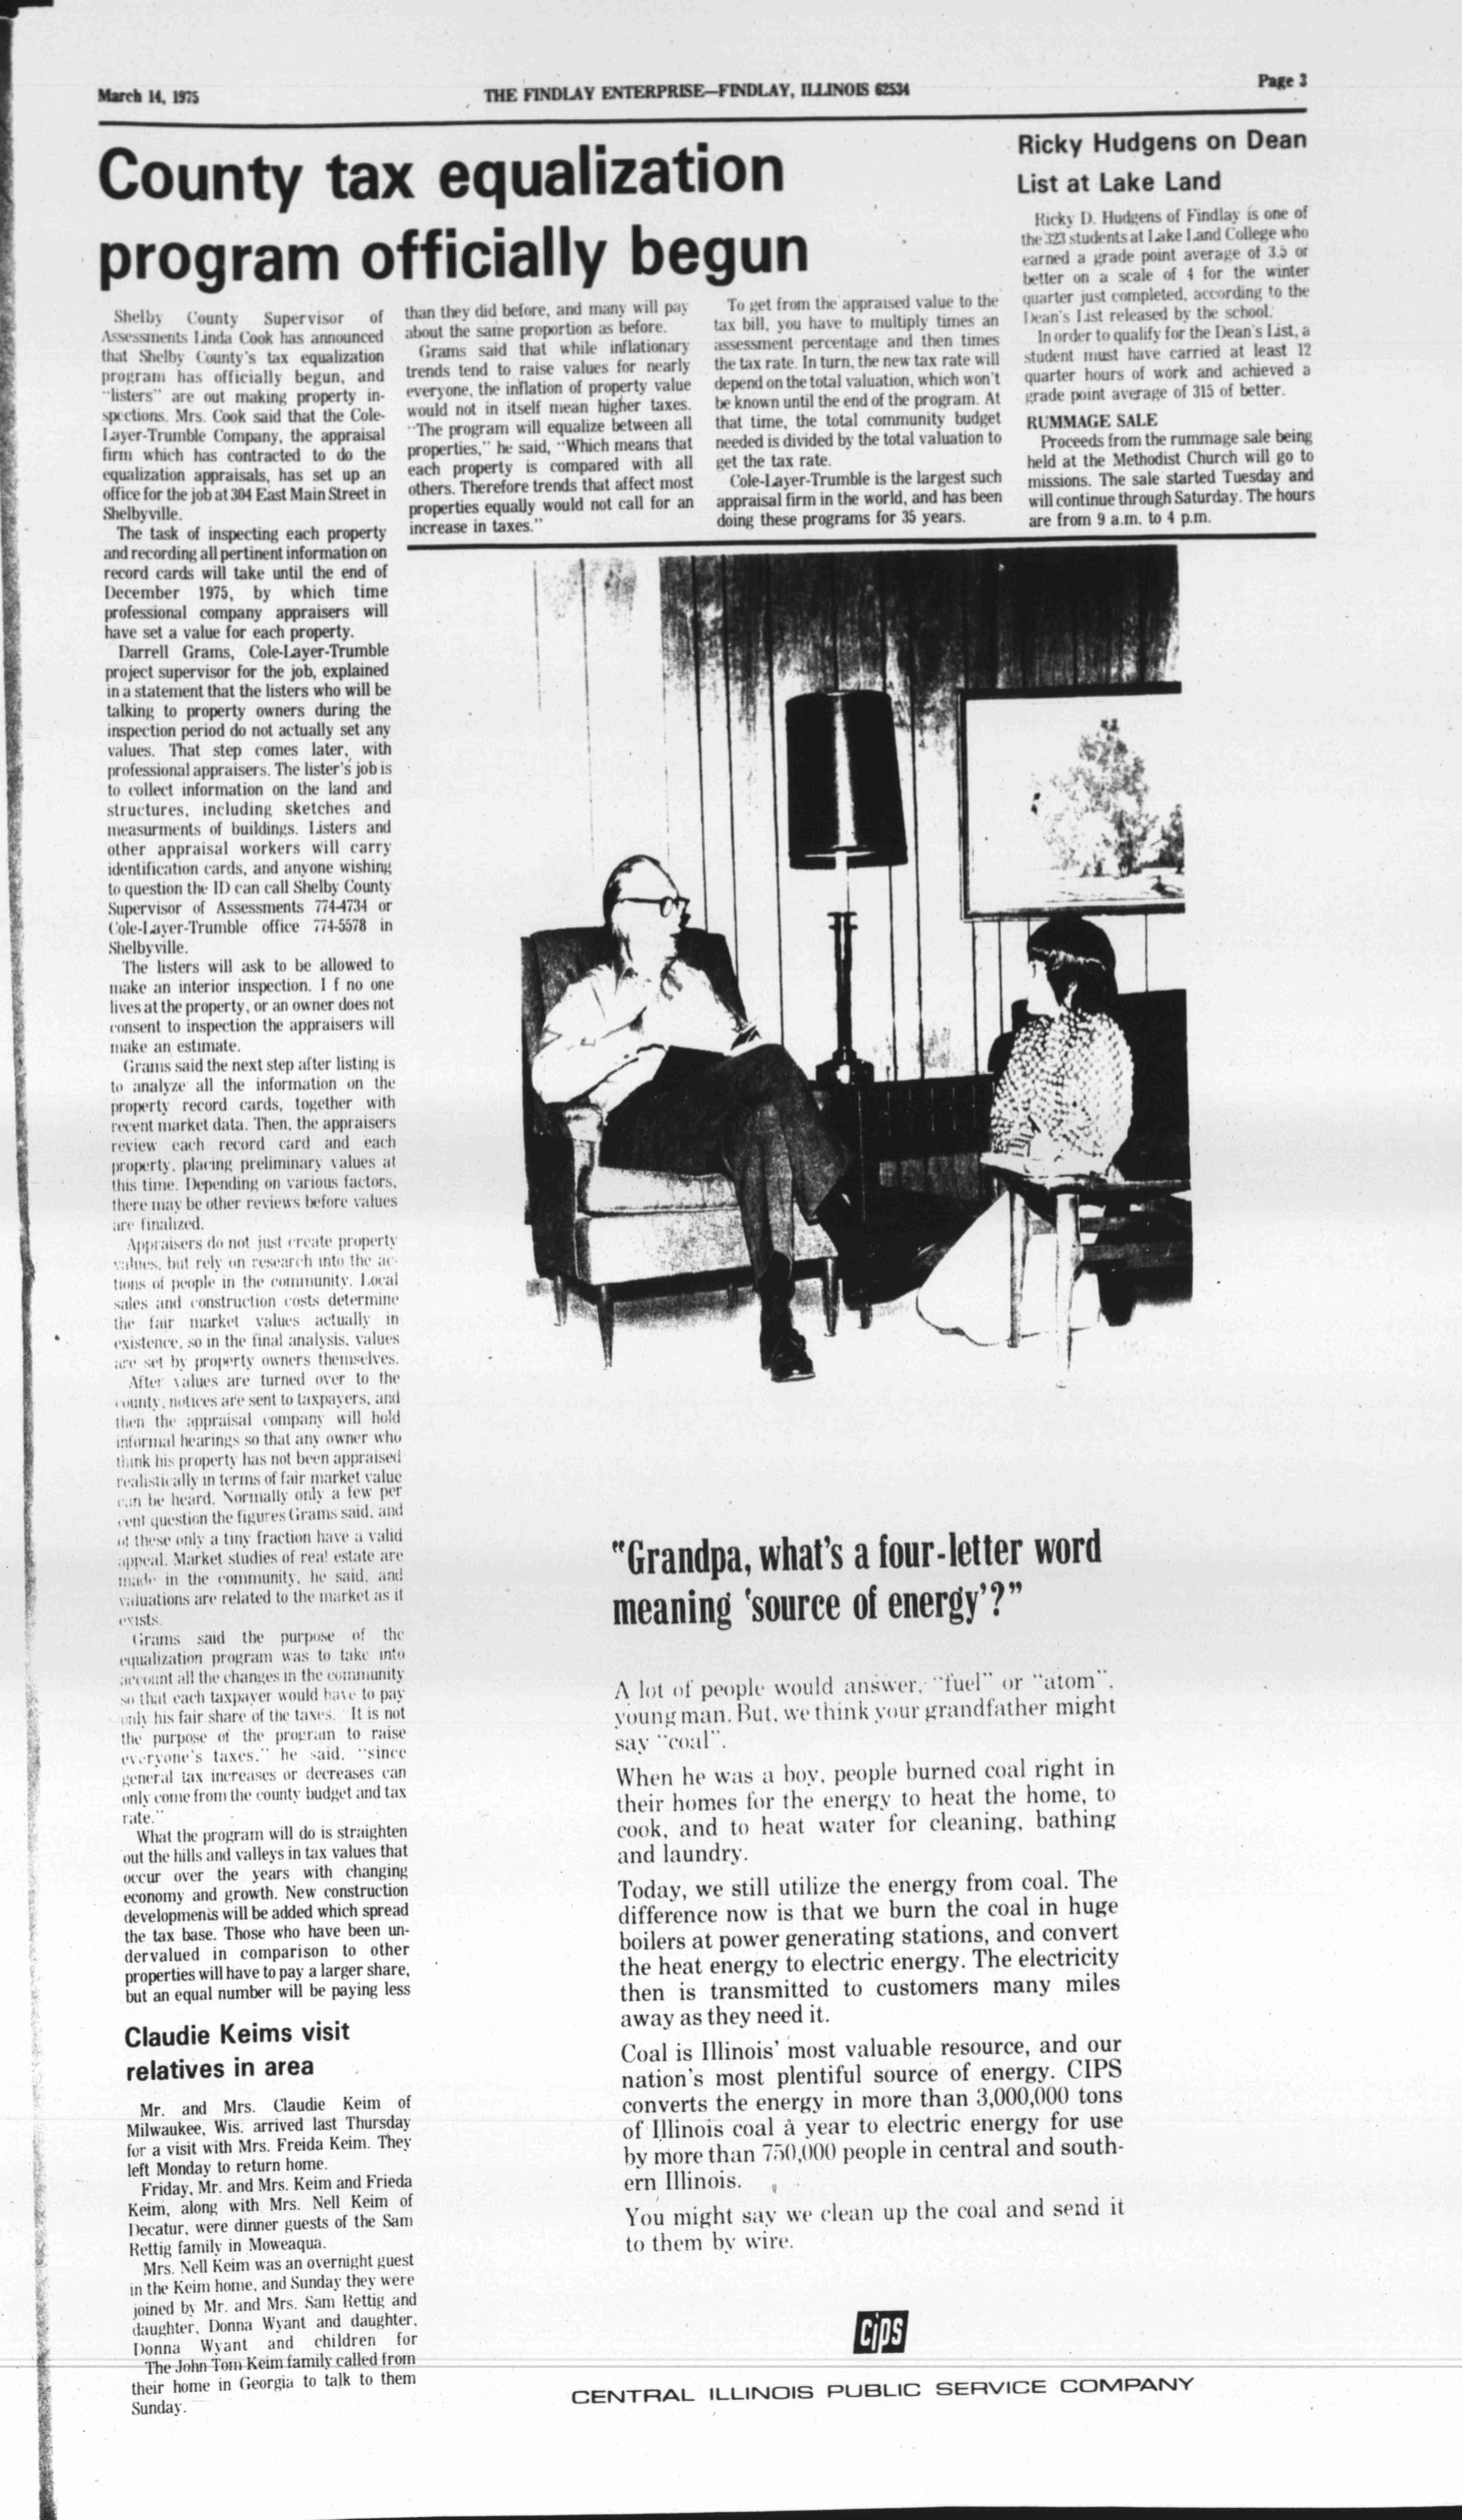 March 14, 1975
THE FINDLAY ENTERPRISE—FINDLAY, ILLINOIS 62534
Page 3
County tax equalization
program officially begun
Shelby County Supervisor of
Assessments Linda Cook has announced
that Shelby County's tax equalization
program has officially begun, and
"listers" are out making property in-
spections. Mrs. Cook said that the Cole-
Layer-Trumble Company, the appraisal
firm which has contracted to do the
equalization appraisals, has set up an
office for the job at 304 East Main Street in
Shelbyville.
The task of inspecting each property
and recording all pertinent information on
record cards will take until the end of
December 1975, by which time
professional company appraisers will
have set a value for each property.
Darrell Grams, Cole-Layer-Trumble
project supervisor for the job, explained
in a statement that the listers who will be
talking to property owners during the
inspection period do not actually set any
values. That step comes later, with
professional appraisers. The lister's job is
to collect information on the land and
structures, including sketches and
measurments of buildings. Listers and
other appraisal workers will carry
identification cards, and anyone wishing
to question the ID can call Shelby County
Supervisor of Assessments 774-4734 or
Cole-Layer-Trumble office 774-5578 in
Shelbyville.
The listers will ask to be allowed to
make an interior inspection. I f no one
lives at the property, or an owner does not
consent to inspection the appraisers will
make an estimate.
Grams said the next step after listing is
to analyze all the information on the
property record cards, together with
recent market data. Then, the appraisers
review each record card and each
property, placing preliminary values at
this time. Depending on various factors,
there may be other reviews before values
are finalized.
Appraisers do not just create property
values, but rely on research into the ac-
tions of people in the community. Local
sales and construction costs determine
the fair market values actually in
existence, so in the final analysis, values
are set by property owners themselves.
After values are turned over to the
county, notices are sent to taxpayers, and
then the appraisal company will hold
informal hearings so that any owner who
think his property has not been appraised
realistically in terms of fair market value
can be heard. Normally only a few per
cent question the figures Grams said, and
of these only a tiny fraction have a valid
appeal. Market studies of real estate are
made in the community, he said, and
valuations are related to the market as it
exists.
Grams said the purpose of the
equalization program was to take into
account all the changes in the community
so that each taxpayer would have to pay
only his fair share of the taxes. It is not
the purpose of the program to raise
everyone's taxes," he said, "since
general tax increases or decreases can
only come from the county budget and tax
rate."
What the program will do is straighten
out the hills and valleys in tax values that
occur over the years with changing
economy and growth. New construction
developments will be added which spread
the tax base. Those who have been un-
dervalued in comparison to other
properties will have to pay a larger share,
but an equal number will be paying less
than they did before, and many will pay
about the same proportion as before.
Grams said that while inflationary
trends tend to raise values for nearly
everyone, the inflation of property value
would not in itself mean higher taxes.
"The program will equalize between all
properties," he said, "Which means that
each property is compared with all
others. Therefore trends that affect most
properties equally would not call for an
increase in taxes."
To get from the appraised value to the
tax bill, you have to multiply times an
assessment percentage and then times
the tax rate. In turn, the new tax rate will
depend on the total valuation, which won't
be known until the end of the program. At
that time, the total community budget
needed is divided by the total valuation to
get the tax rate.
Cole-Layer-Trumble is the largest such
appraisal firm in the world, and has been
doing these programs for 35 years.
Ricky Hudgens on Dean
List at Lake Land
Ricky D. Hudgens of Findlay is one of
the 323 students at Lake Land College who
earned a grade point average of 3.5 or
better on a scale of 4 for the winter
quarter just completed, according to the
Dean's List released by the school.
In order to qualify for the Dean's List, a
student must have carried at least 12
quarter hours of work and achieved a
grade point average of 315 of better.
RUMMAGE SALE
Proceeds from the rummage sale being
held at the Methodist Church will go to
missions. The sale started Tuesday and
will continue through Saturday. The hours
are from 9 a.m. to 4 p.m.
Claudie Keims visit
relatives in area
Mr. and Mrs. Claudie Keim of
Milwaukee, Wis. arrived last Thursday
for a visit with Mrs. Freida Keim. They
left Monday to return home.
Friday, Mr. and Mrs. Keim and Frieda
Keim, along with Mrs. Nell Keim of
Decatur, were dinner guests of the Sam
Rettig family in Moweaqua.
Mrs. Nell Keim was an overnight guest
in the Keim home, and Sunday they were
joined by Mr. and Mrs. Sam Rettig and
daughter, Donna Wyant and daughter,
Donna Wyant and children for
The John Tom Keim family called from
their home in Georgia to talk to them
Sunday.
"Grandpa, what's a four-letter word
meaning 'source of energy'?"
A lot of people would answer, "fuel" or "atom",
young man. But, we think your grandfather might
say "coal".
When he was a boy, people burned coal right in
their homes for the energy to heat the home, to
cook, and to heat water for cleaning, bathing
and laundry.
Today, we still utilize the energy from coal. The
difference now is that we burn the coal in huge
boilers at power generating stations, and convert
the heat energy to electric energy. The electricity
then is transmitted to customers many miles
away as they need it.
Coal is Illinois' most valuable resource, and our
nation's most plentiful source of energy. CIPS
converts the energy in more than 3,000,000 tons
of Illinois coal a year to electric energy for use
by more than 750,000 people in central and south-
ern Illinois.
You might say we clean up the coal and send it
to them by wire.
cips
CENTRAL ILLINOIS PUBLIC SERVICE COMPANY